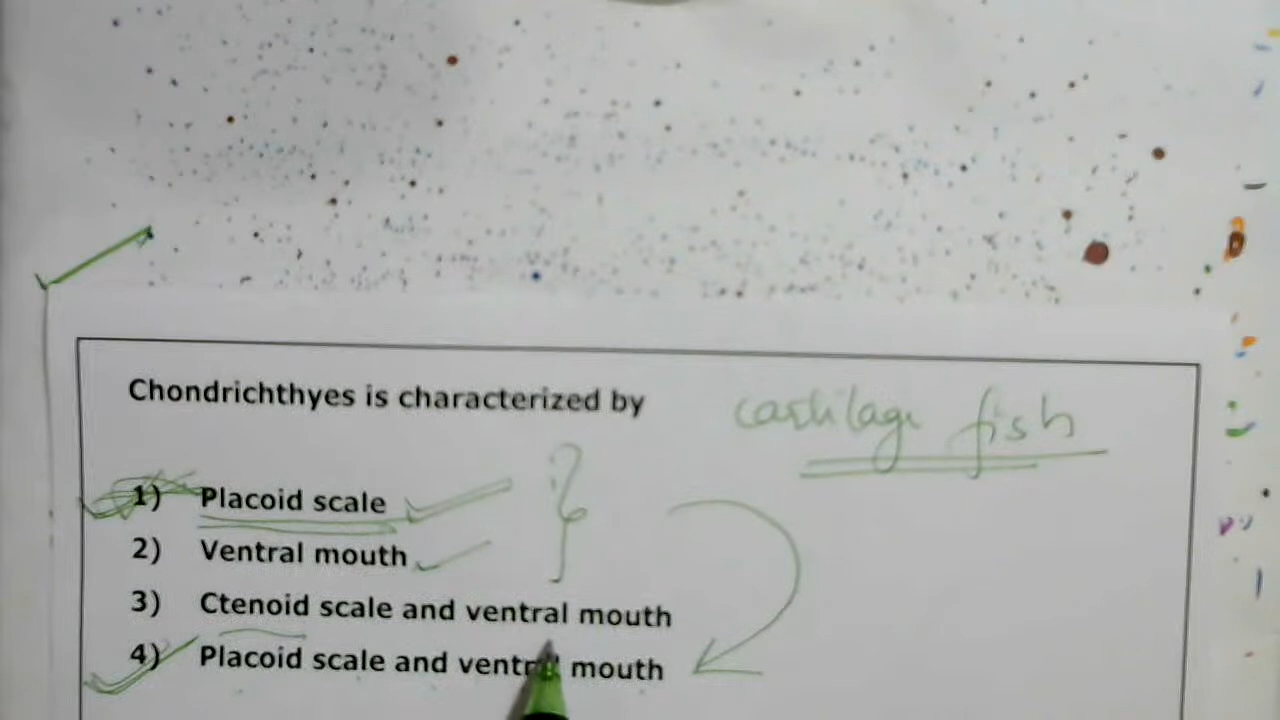 Chondrichthyes is characterized by
cartilage fish
1) Placoid scale
2) Ventral mouth
3) Ctenoid scale and ventral mouth
4) Placoid scale and ventral mouth